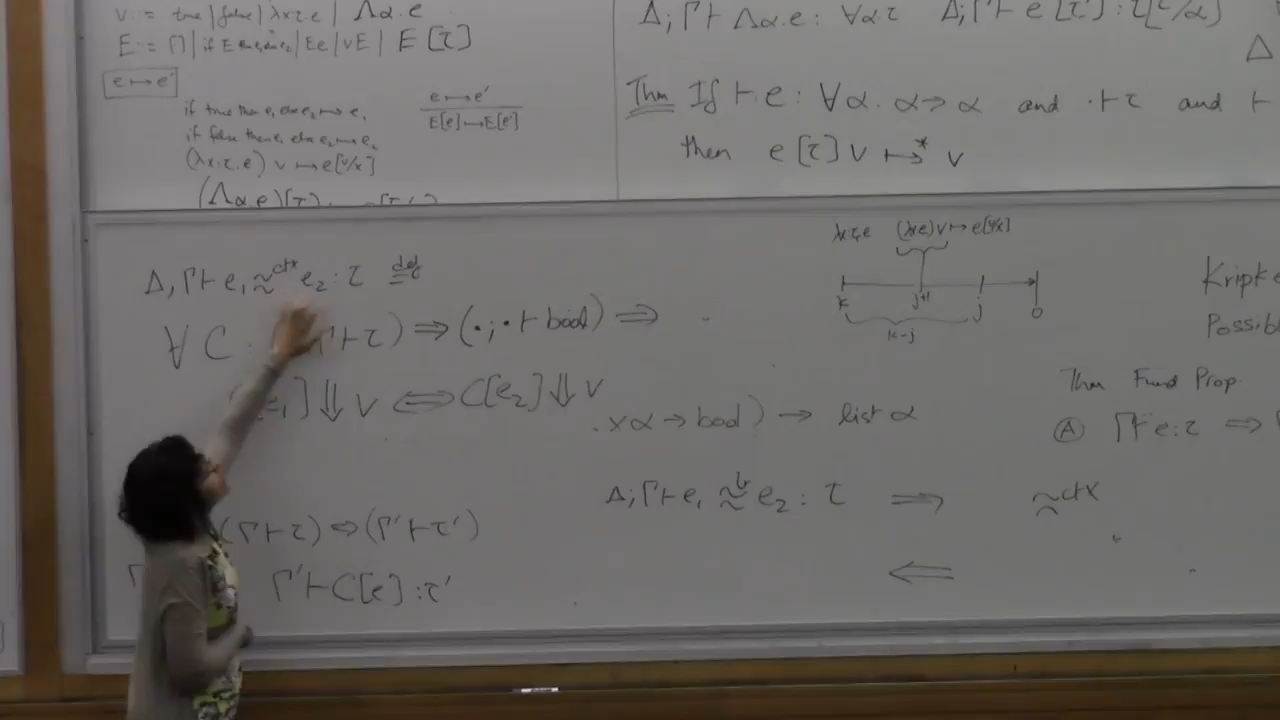 v ::= true | false | λx:τ.e | Λα.e
E ::= [] | if E then e₁ else e₂ | E e | v E | E [τ]
e ↦ e'
if true then e₁ else e₂ ↦ e₁
if false then e₁ else e₂ ↦ e₂
(λx:τ.e) v ↦ e[v/x]
(Λα.e)[τ]
e ↦ e'
E[e] ↦ E[e']
Δ;Γ ⊢ Λα.e : ∀α.τ Δ;Γ ⊢ e[τ'] : τ[τ'/α]
Δ
Thm If ⊢ e : ∀α. α → α and · ⊢ τ and ⊢
then e [τ] v ↦* v
Δ, Γ ⊢ e₁ ≈ctx e₂ : τ def=
∀ C . Γ ⊢ τ) ⇒ (·;· ⊢ bool) ⇒
e₁] ⇓ v ⇔ C[e₂] ⇓ v
(Γ ⊢ τ) ⇒ (Γ' ⊢ τ')
Γ Γ' ⊢ C[e] : τ'
λx:τ.e (λx.e) v ↦ e[v/x]
k j+1 j 0
k-j
. × α → bool) → list α
Δ;Γ ⊢ e₁ ≈ e₂ : τ ⇒ ≈ctx
⇐
Kripke
Possib
Thm Fund Prop.
Ⓐ Γ ⊢ e : τ ⇒